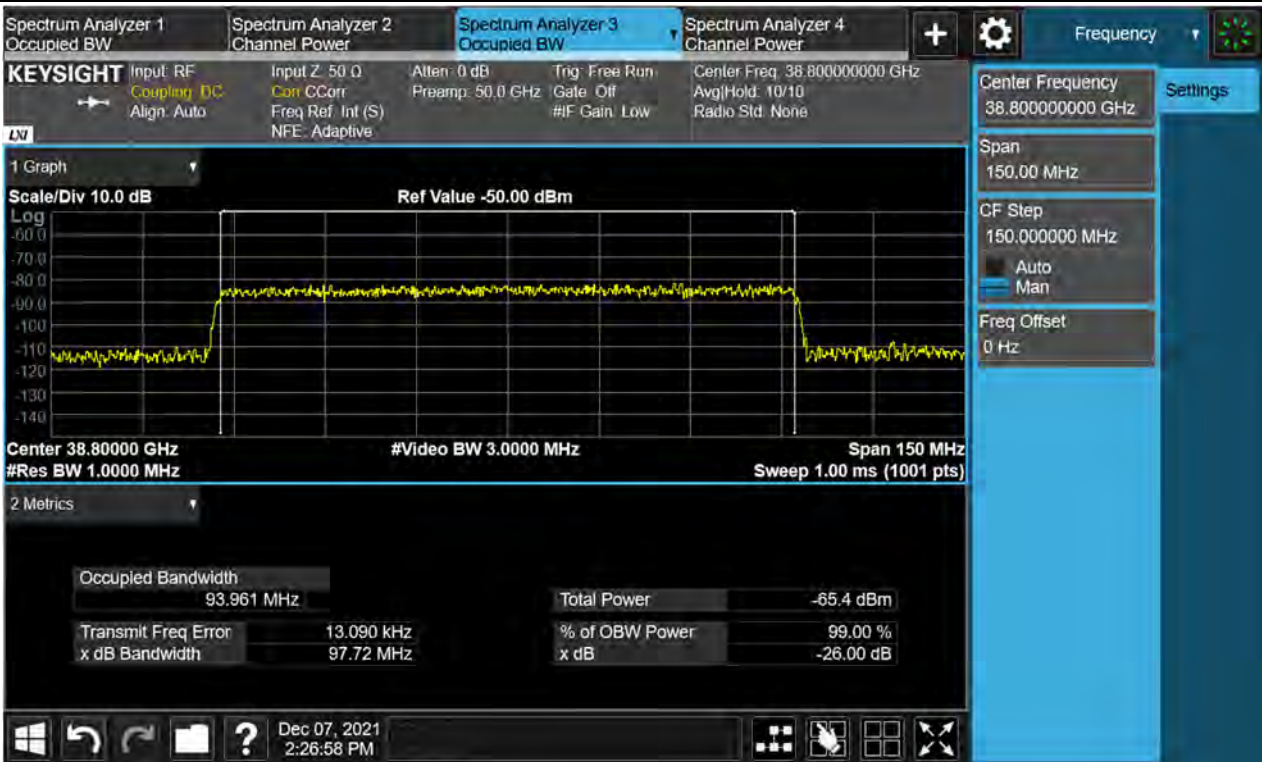 Spectrum Analyzer 1
Occupied BW
Spectrum Analyzer 2
Channel Power
Spectrum Analyzer 3
Occupied BW
Spectrum Analyzer 4
Channel Power
Frequency
KEYSIGHT
Input: RF
Coupling: DC
Align: Auto
Input Z: 50 Ω
Corr CCorr
Freq Ref: Int (S)
NFE: Adaptive
Atten: 0 dB
Preamp: 50.0 GHz
Trig: Free Run
Gate: Off
#IF Gain: Low
Center Freq: 38.800000000 GHz
Avg|Hold: 10/10
Radio Std: None
LXI
1 Graph
Scale/Div 10.0 dB
Ref Value -50.00 dBm
Log
-60.0
-70.0
-80.0
-90.0
-100
-110
-120
-130
-140
Center 38.80000 GHz
#Video BW 3.0000 MHz
Span 150 MHz
#Res BW 1.0000 MHz
Sweep 1.00 ms (1001 pts)
2 Metrics
Occupied Bandwidth
93.961 MHz
Total Power -65.4 dBm
Transmit Freq Error 13.090 kHz
% of OBW Power 99.00 %
x dB Bandwidth 97.72 MHz
x dB -26.00 dB
Center Frequency
38.800000000 GHz
Settings
Span
150.00 MHz
CF Step
150.000000 MHz
Auto
Man
Freq Offset
0 Hz
?
Dec 07, 2021
2:26:58 PM